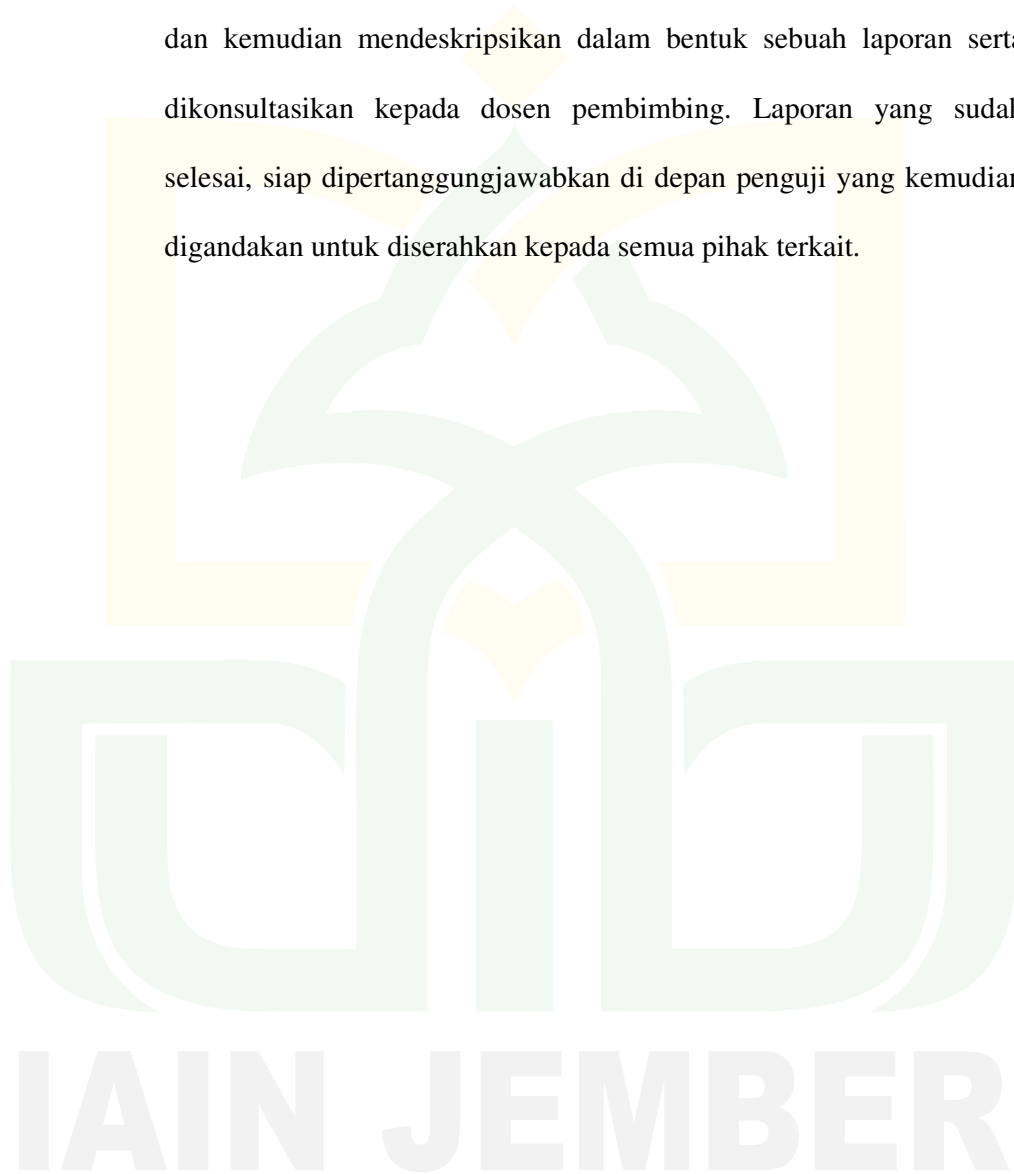 dan kemudian mendeskripsikan dalam bentuk sebuah laporan serta
dikonsultasikan kepada dosen pembimbing. Laporan yang sudah
selesai, siap dipertanggungjawabkan di depan penguji yang kemudian
digandakan untuk diserahkan kepada semua pihak terkait.
IAIN JEMBER